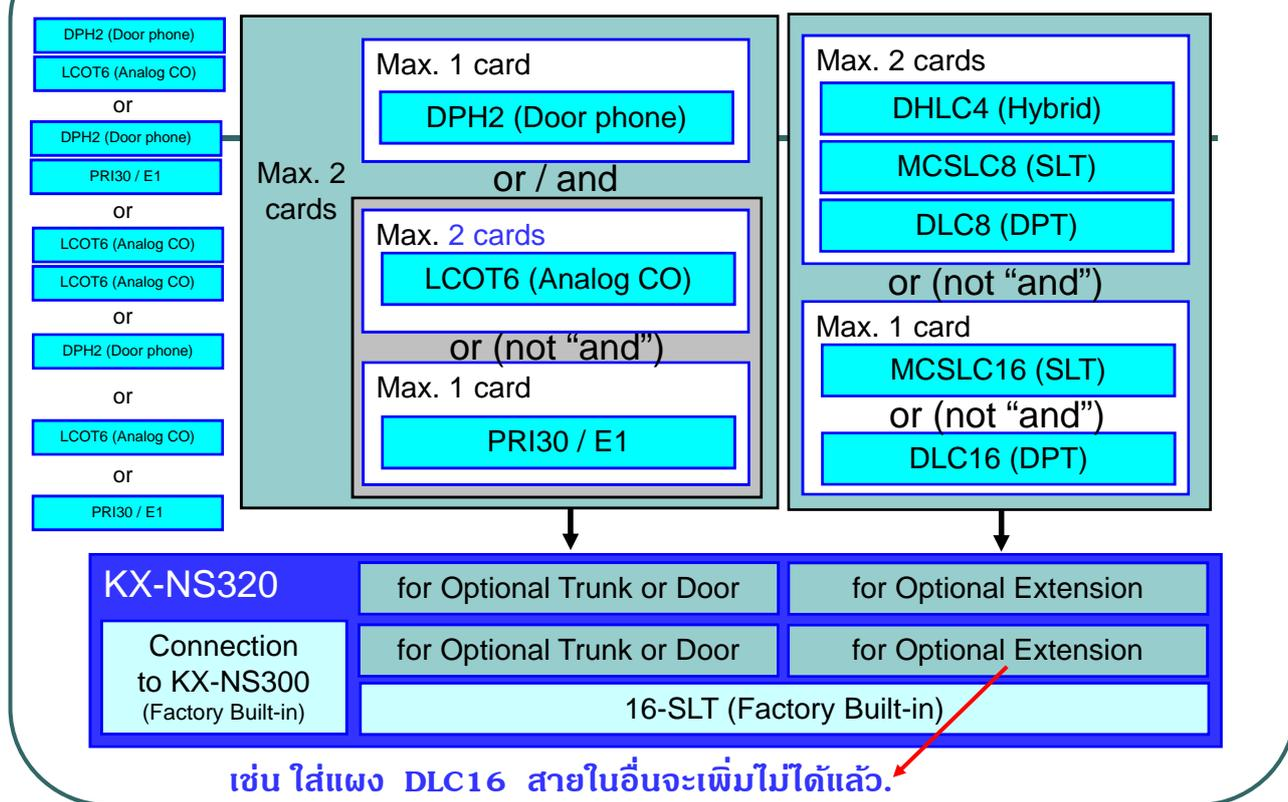 DPH2 (Door phone)
LCOT6 (Analog CO)
or
DPH2 (Door phone)
PRI30 / E1
or
LCOT6 (Analog CO)
LCOT6 (Analog CO)
or
DPH2 (Door phone)
or
LCOT6 (Analog CO)
or
PRI30 / E1
Max. 2
cards
Max. 1 card
DPH2 (Door phone)
or / and
Max. 2 cards
LCOT6 (Analog CO)
or (not “and”)
Max. 1 card
PRI30 / E1
Max. 2 cards
DHLC4 (Hybrid)
MCSLC8 (SLT)
DLC8 (DPT)
or (not “and”)
Max. 1 card
MCSLC16 (SLT)
or (not “and”)
DLC16 (DPT)
KX-NS320
for Optional Trunk or Door
for Optional Extension
Connection
to KX-NS300
(Factory Built-in)
for Optional Trunk or Door
for Optional Extension
16-SLT (Factory Built-in)
เช่น ใส่แผง DLC16 สายในอื่นจะเพิ่มไม่ได้แล้ว.